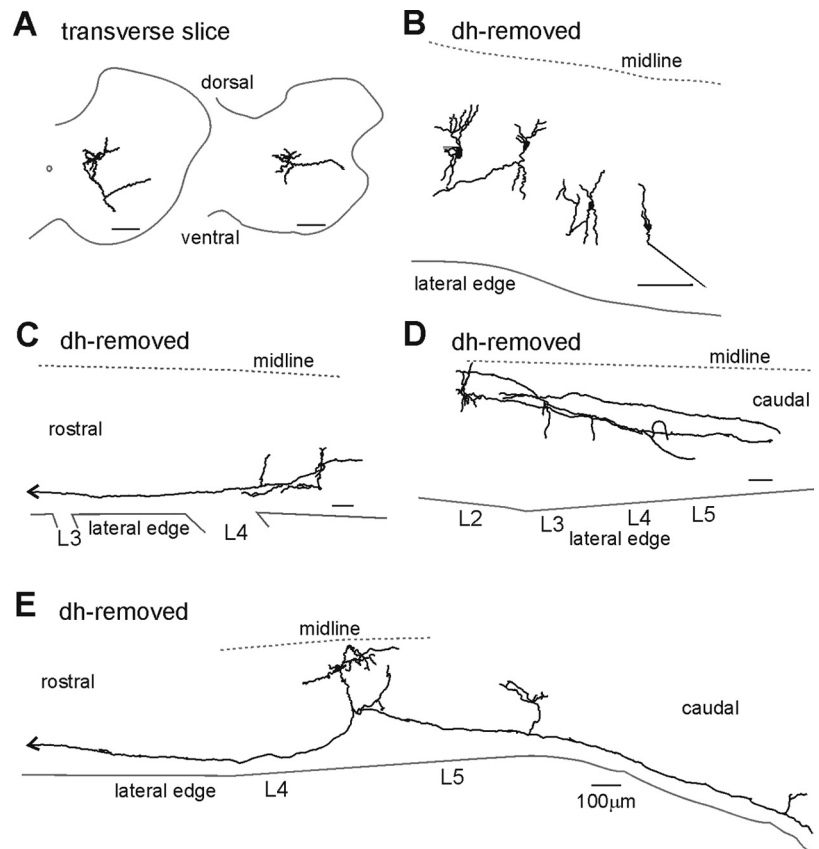 A transverse slice
dorsal
ventral
B dh-removed
midline
lateral edge
C dh-removed
midline
rostral
L3 lateral edge L4
D dh-removed
midline
caudal
L2 L3 L4 L5
lateral edge
E dh-removed
midline
rostral
caudal
lateral edge L4 L5
100µm